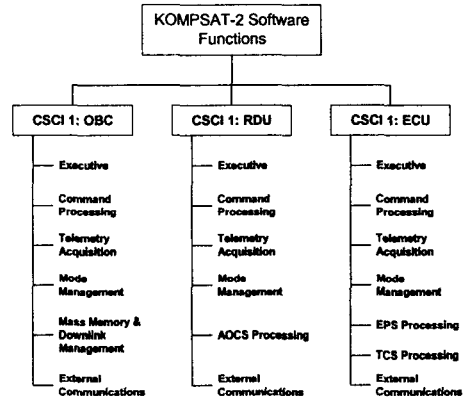 KOMPSAT-2 Software
Functions
CSCI 1: OBC
Executive
Command
Processing
Telemetry
Acquisition
Mode
Management
Mass Memory &
Downlink
Management
External
Communications
CSCI 1: RDU
Executive
Command
Processing
Telemetry
Acquisition
Mode
Management
AOCS Processing
External
Communications
CSCI 1: ECU
Executive
Command
Processing
Telemetry
Acquisition
Mode
Management
EPS Processing
TCS Processing
External
Communications